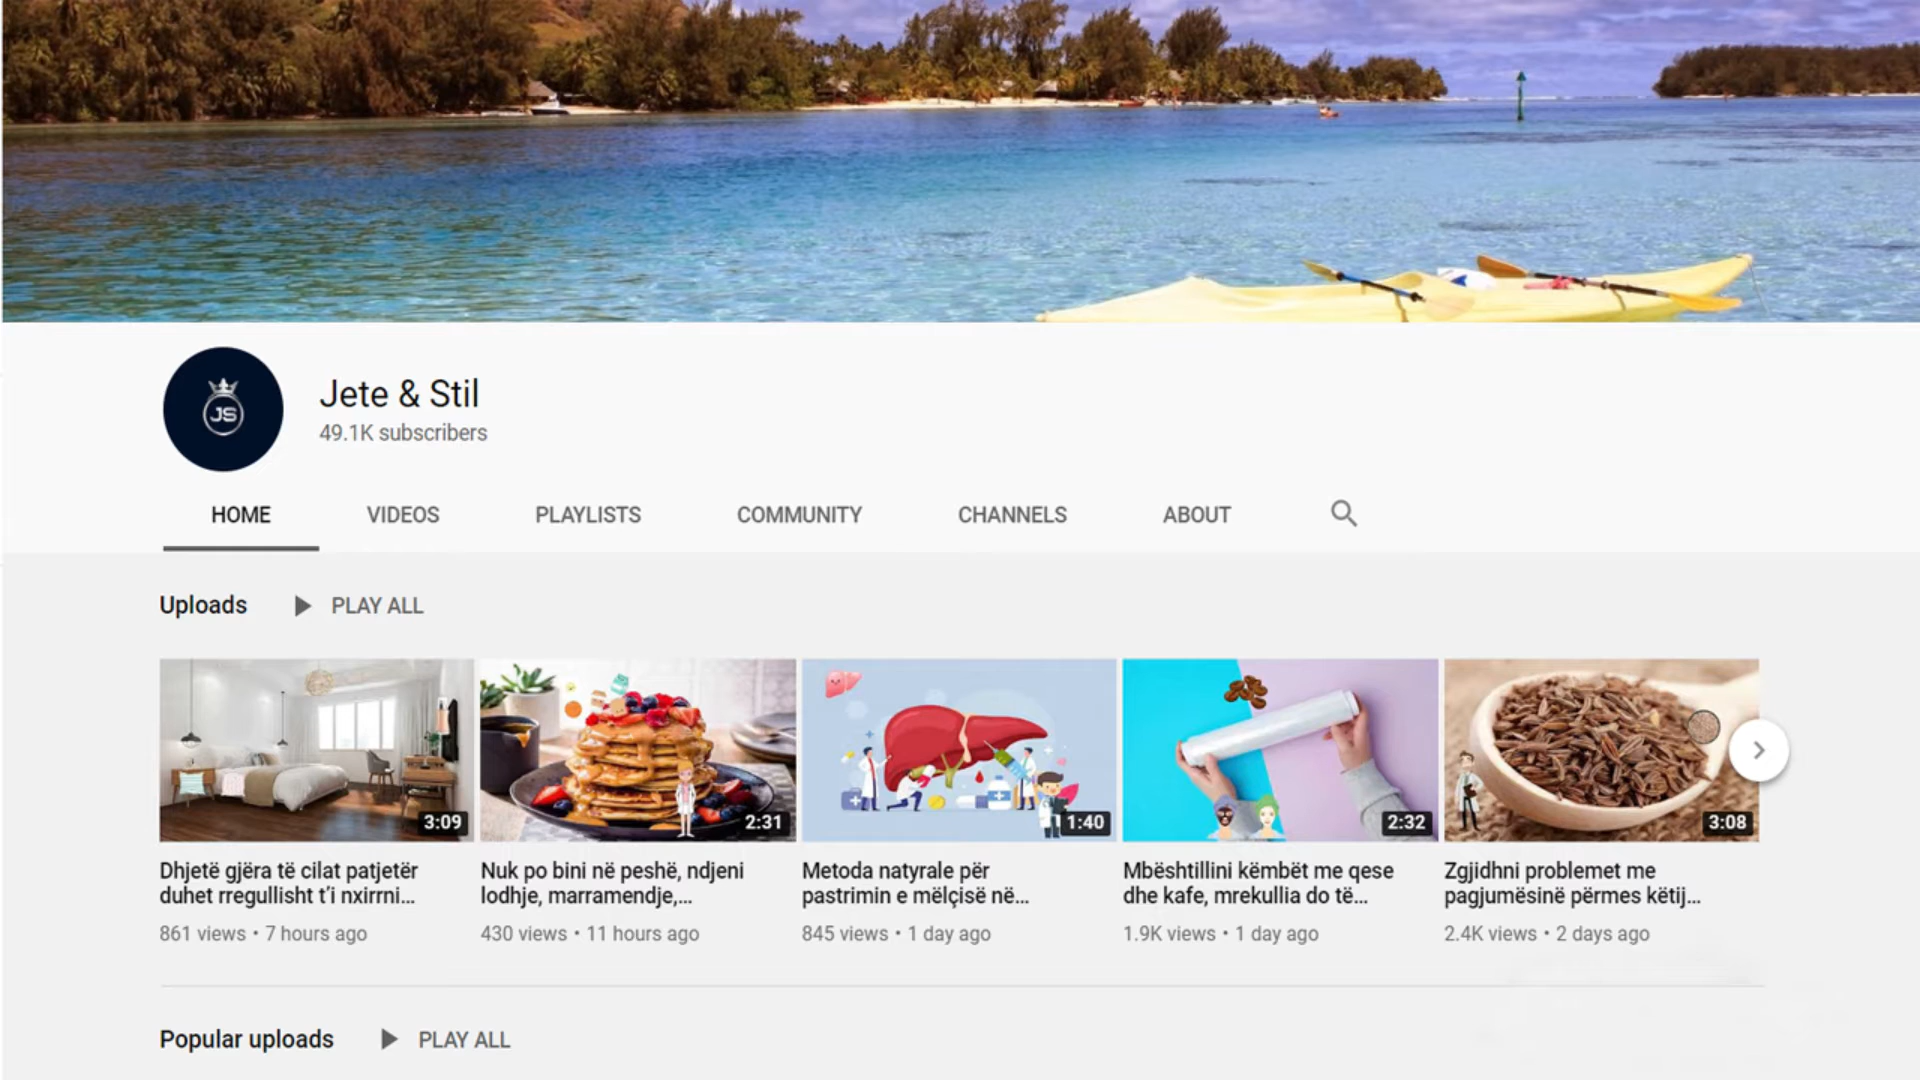 JS
Jete & Stil
49.1K subscribers
HOME VIDEOS PLAYLISTS COMMUNITY CHANNELS ABOUT
Uploads PLAY ALL
3:09 2:31 1:40 2:32 3:08
Dhjetë gjëra të cilat patjetër
duhet rregullisht t'i nxirrni...
861 views • 7 hours ago
Nuk po bini në peshë, ndjeni
lodhje, marramendje,...
430 views • 11 hours ago
Metoda natyrale për
pastrimin e mëlçisë në...
845 views • 1 day ago
Mbështillini këmbët me qese
dhe kafe, mrekullia do të...
1.9K views • 1 day ago
Zgjidhni problemet me
pagjumësinë përmes këtij...
2.4K views • 2 days ago
Popular uploads PLAY ALL